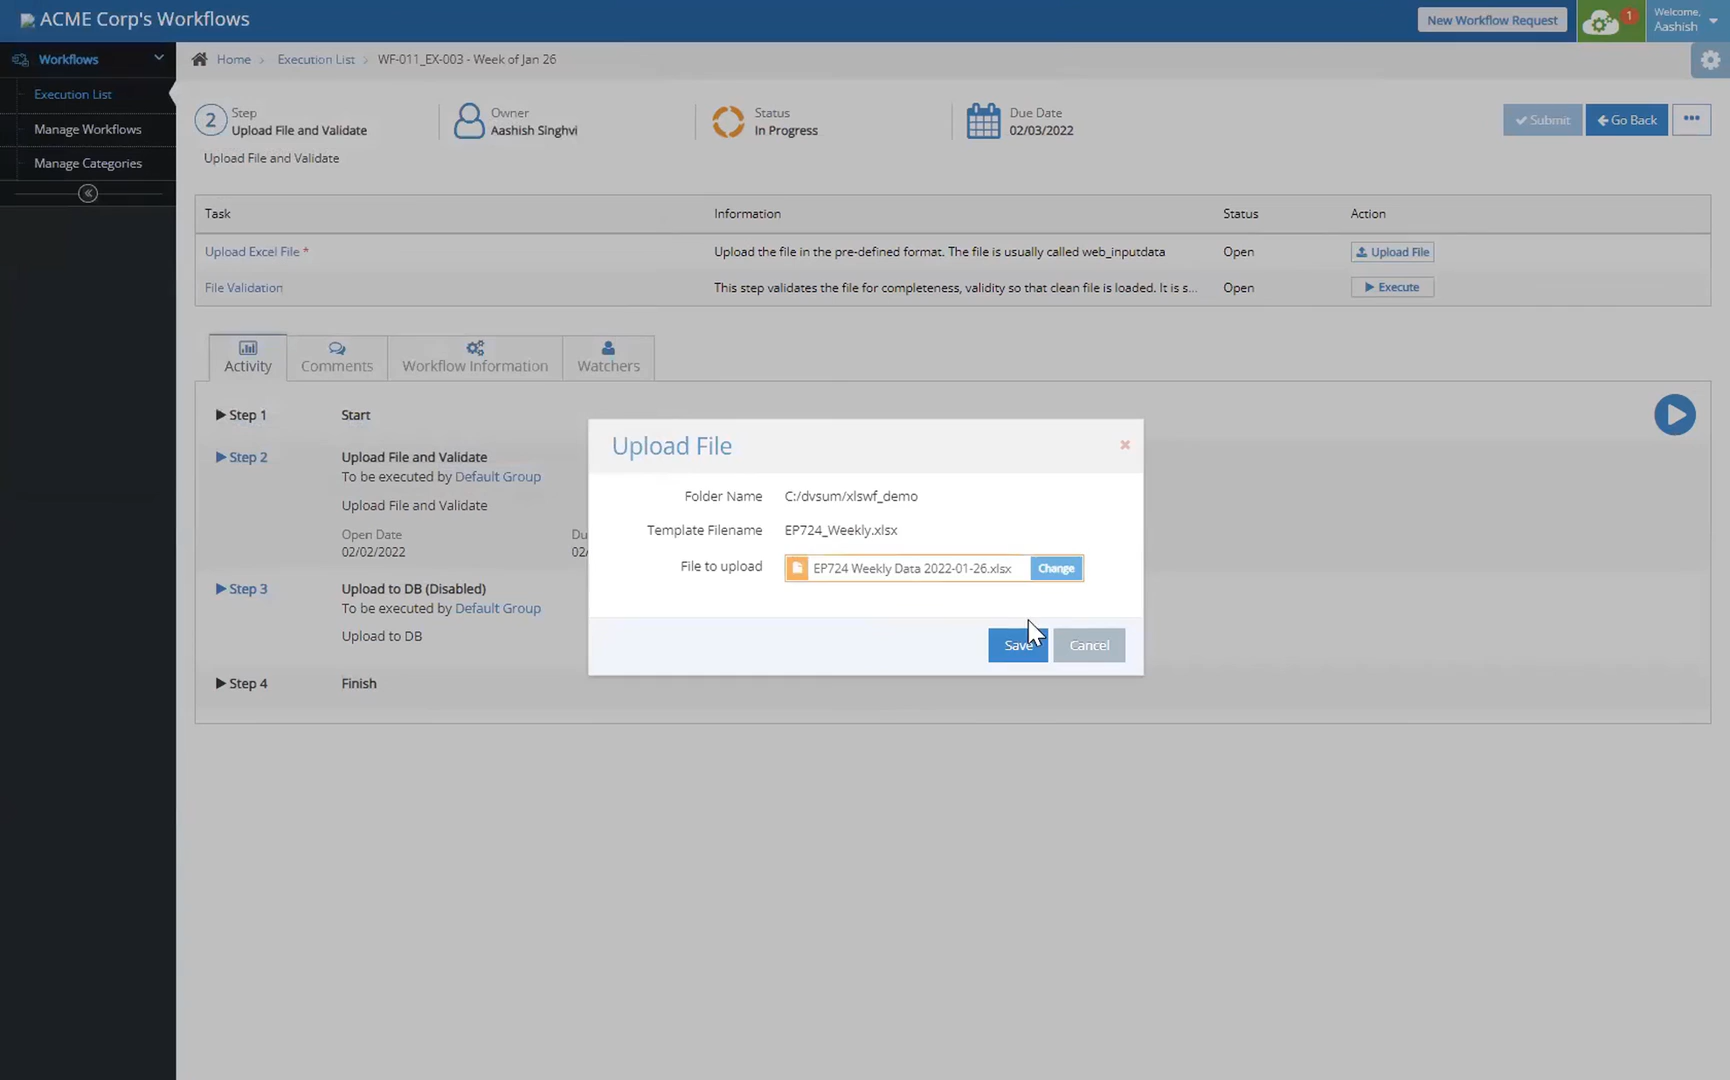 ACME Corp's Workflows
New Workflow Request
1
Welcome,
Aashish
Workflows
Execution List
Manage Workflows
Manage Categories
Home > Execution List > WF-011_EX-003 - Week of Jan 26
2
Step
Upload File and Validate
Owner
Aashish Singhvi
Status
In Progress
Due Date
02/03/2022
Submit
Go Back
Upload File and Validate
Task Information Status Action
Upload Excel File * Upload the file in the pre-defined format. The file is usually called web_inputdata Open Upload File
File Validation This step validates the file for completeness, validity so that clean file is loaded. It is s... Open Execute
Activity
Comments
Workflow Information
Watchers
Step 1 Start
Step 2 Upload File and Validate
To be executed by Default Group
Upload File and Validate
Open Date
02/02/2022
Du
02/
Step 3 Upload to DB (Disabled)
To be executed by Default Group
Upload to DB
Step 4 Finish
Upload File
Folder Name C:/dvsum/xlswf_demo
Template Filename EP724_Weekly.xlsx
File to upload EP724 Weekly Data 2022-01-26.xlsx Change
Save Cancel